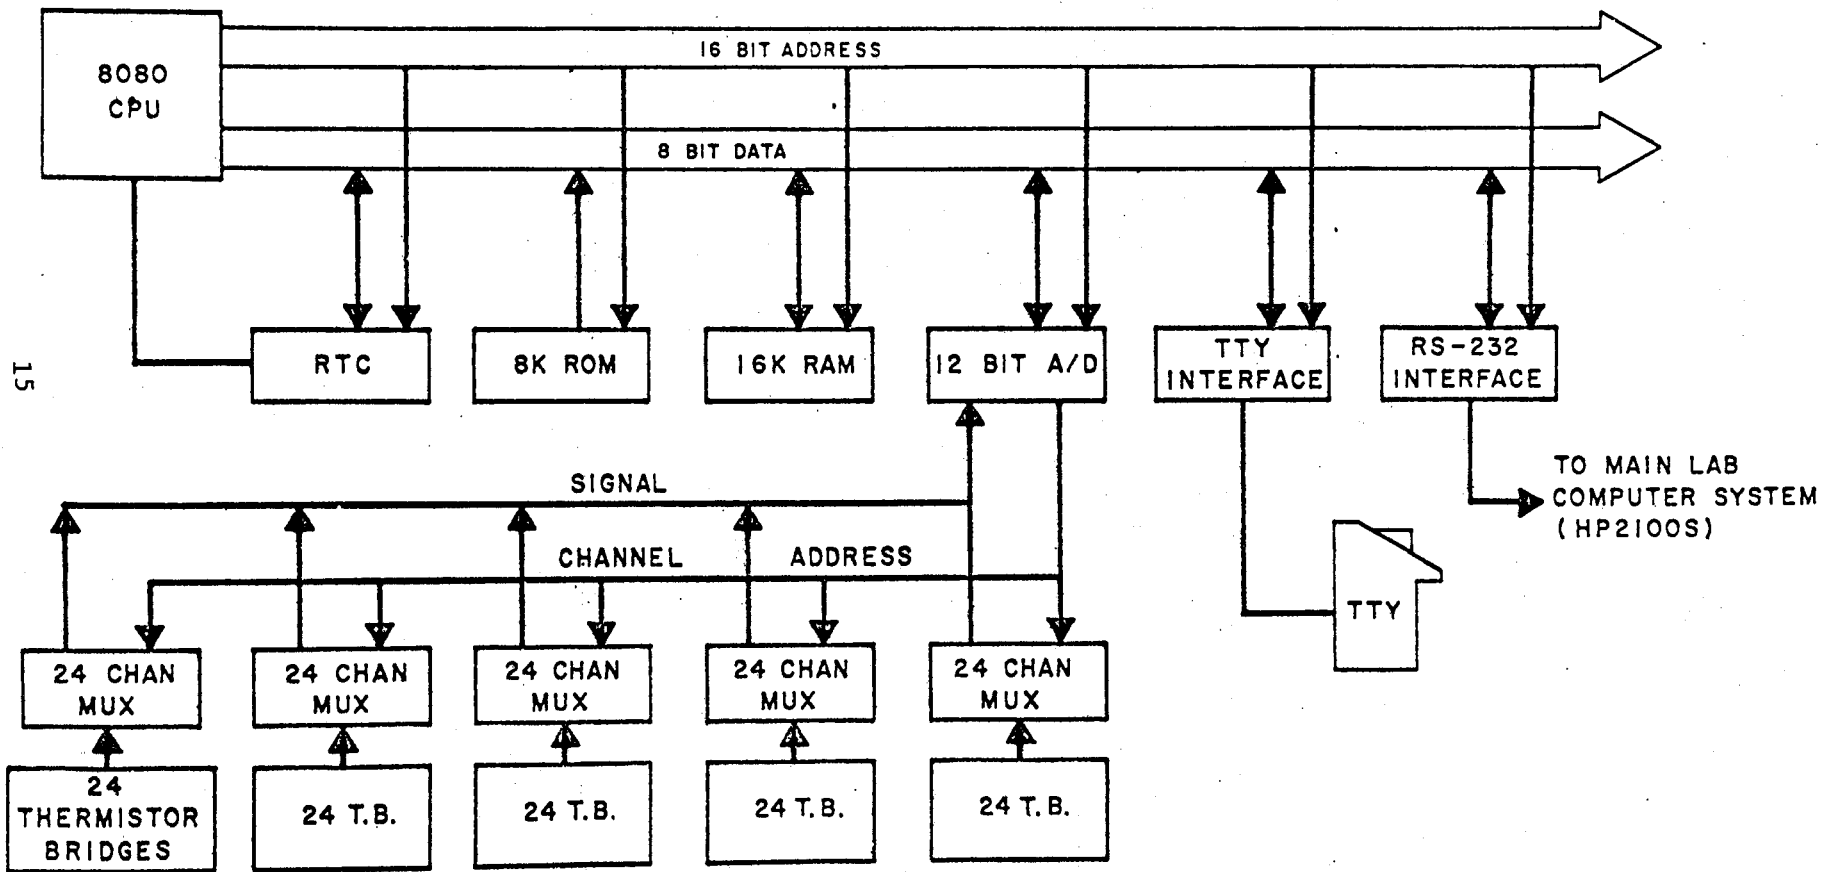 16 BIT ADDRESS
8080
CPU
8 BIT DATA
RTC
8K ROM
16K RAM
12 BIT A/D
TTY
INTERFACE
RS-232
INTERFACE
15
TO MAIN LAB
COMPUTER SYSTEM
(HP2100S)
SIGNAL
CHANNEL ADDRESS
TTY
24 CHAN
MUX
24 CHAN
MUX
24 CHAN
MUX
24 CHAN
MUX
24 CHAN
MUX
24
THERMISTOR
BRIDGES
24 T.B.
24 T.B.
24 T.B.
24 T.B.